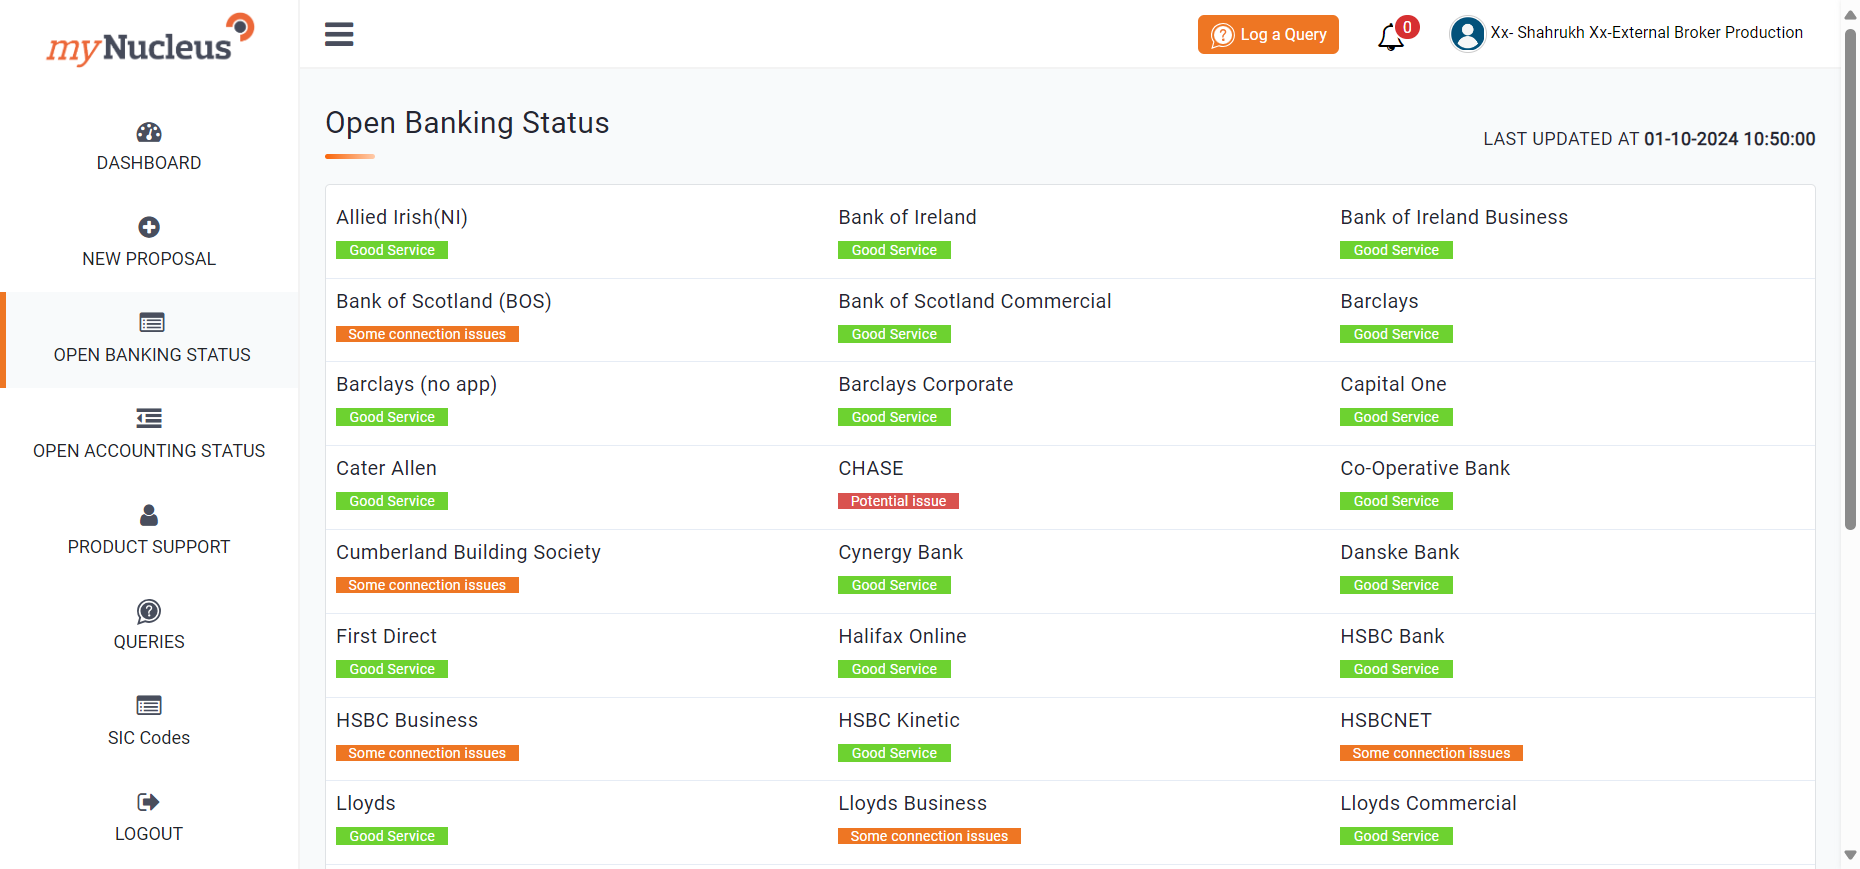 myNucleus
Log a Query
0
Xx- Shahrukh Xx-External Broker Production
DASHBOARD
NEW PROPOSAL
OPEN BANKING STATUS
OPEN ACCOUNTING STATUS
PRODUCT SUPPORT
QUERIES
SIC Codes
LOGOUT
Open Banking Status
LAST UPDATED AT 01-10-2024 10:50:00
Allied Irish(NI)
Good Service
Bank of Ireland
Good Service
Bank of Ireland Business
Good Service
Bank of Scotland (BOS)
Some connection issues
Bank of Scotland Commercial
Good Service
Barclays
Good Service
Barclays (no app)
Good Service
Barclays Corporate
Good Service
Capital One
Good Service
Cater Allen
Good Service
CHASE
Potential issue
Co-Operative Bank
Good Service
Cumberland Building Society
Some connection issues
Cynergy Bank
Good Service
Danske Bank
Good Service
First Direct
Good Service
Halifax Online
Good Service
HSBC Bank
Good Service
HSBC Business
Some connection issues
HSBC Kinetic
Good Service
HSBCNET
Some connection issues
Lloyds
Good Service
Lloyds Business
Some connection issues
Lloyds Commercial
Good Service